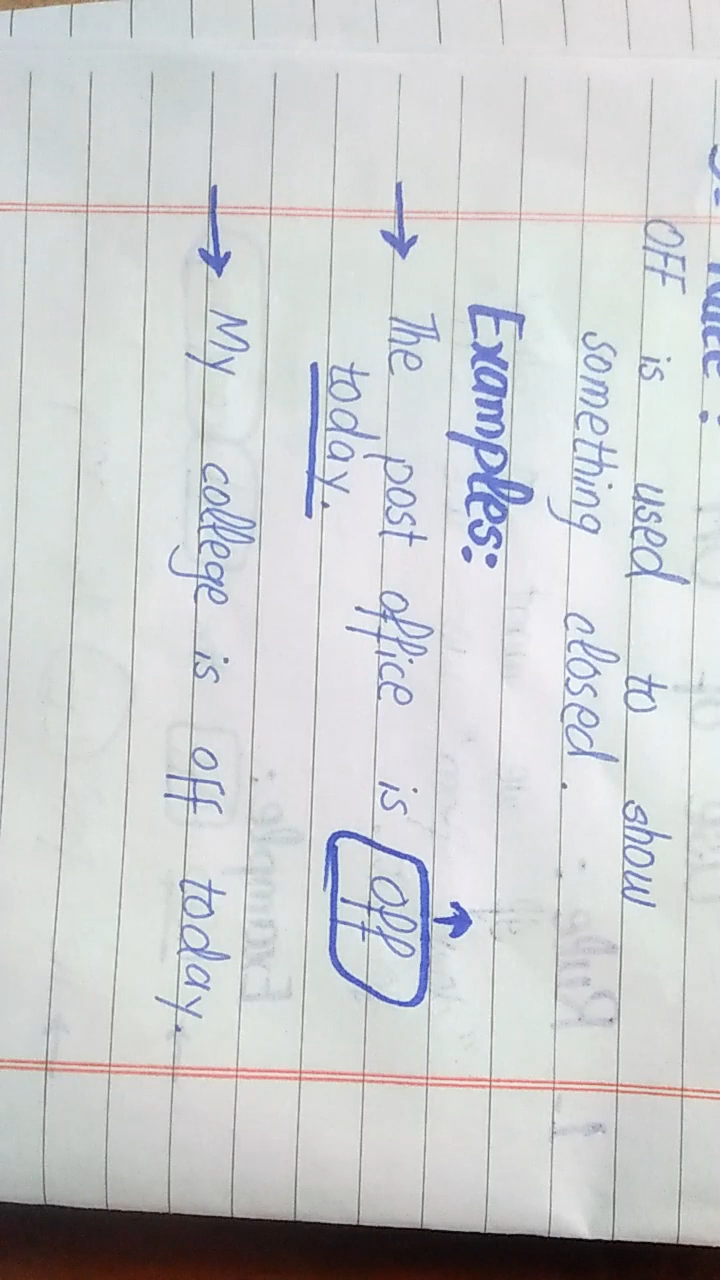 Rule :
OFF is used to show
something closed.
Examples:
→ The post office is off
today.
→ My college is off today.